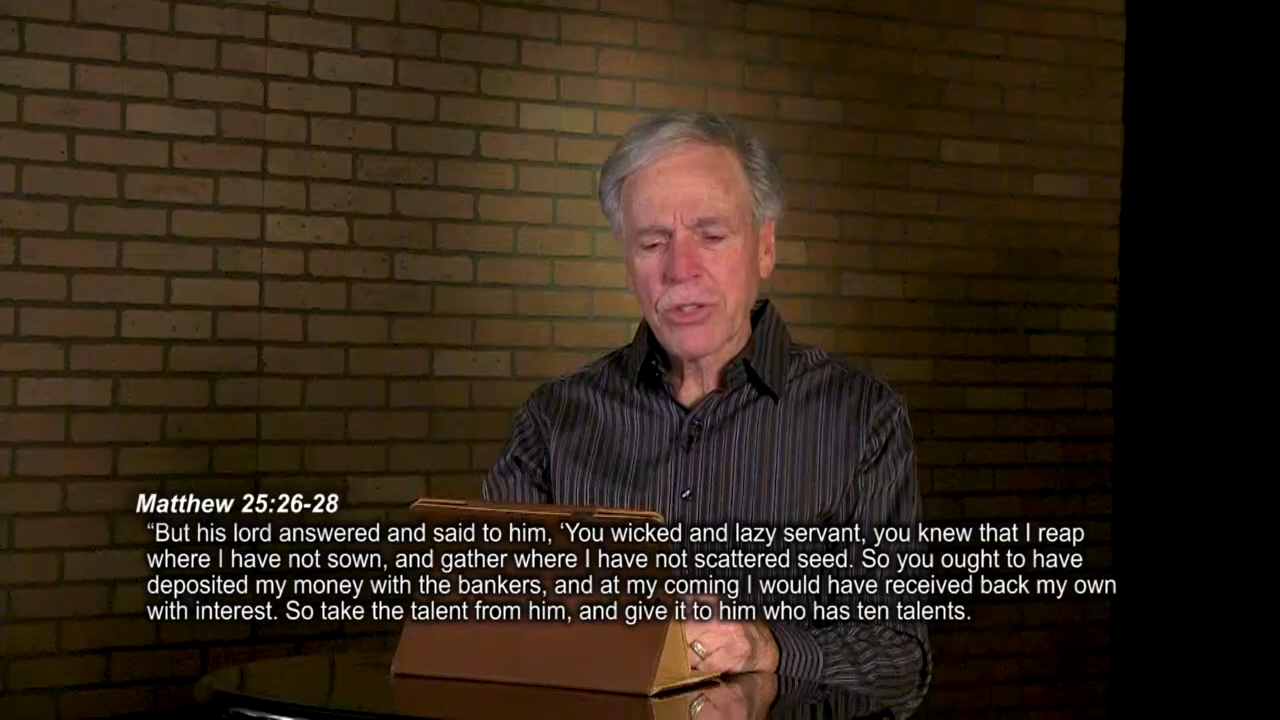 Matthew 25:26-28
“But his lord answered and said to him, ‘You wicked and lazy servant, you knew that I reap
where I have not sown, and gather where I have not scattered seed. So you ought to have
deposited my money with the bankers, and at my coming I would have received back my own
with interest. So take the talent from him, and give it to him who has ten talents.